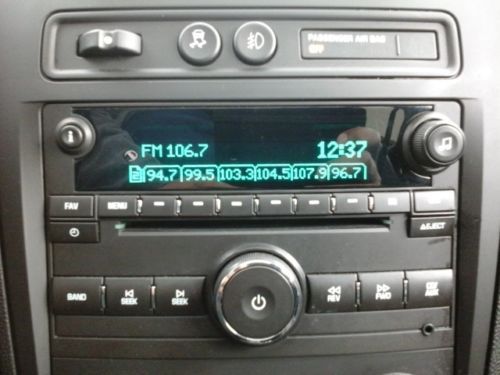 PASSENGER AIR BAG
OFF
FM 106.7
12:37
94.7 99.5 103.3 104.5 107.9 96.7
FAV
MENU
EJECT
BAND
SEEK
SEEK
REV
FWD
CD/
AUX